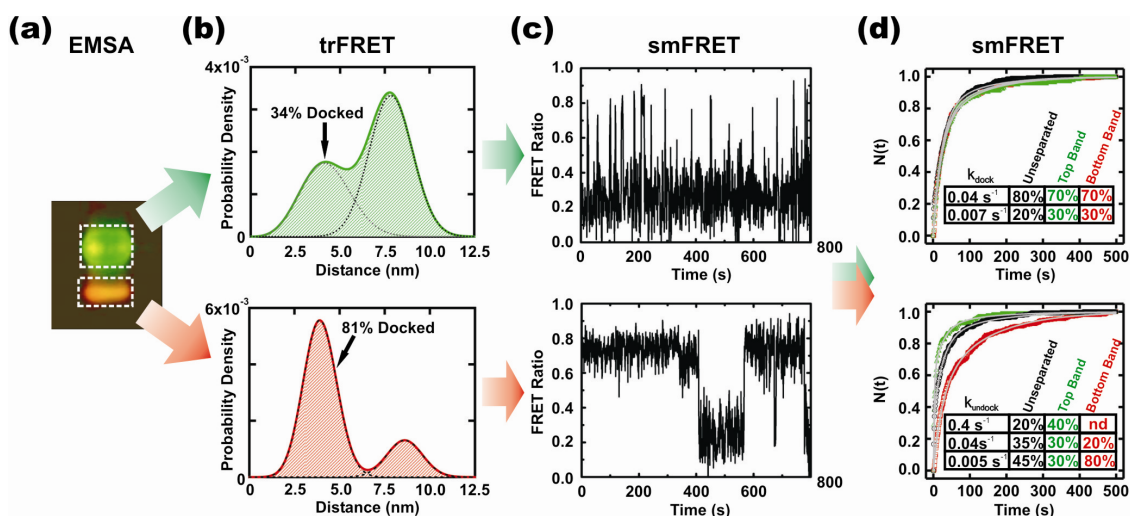 (a)
EMSA
(b)
trFRET
4×10⁻³
Probability Density
34% Docked
0
0
2.5
5.0
7.5
10.0
12.5
Distance (nm)
6×10⁻³
Probability Density
81% Docked
0
0
2.5
5.0
7.5
10.0
12.5
Distance (nm)
(c)
smFRET
FRET Ratio
1.0
0.8
0.6
0.4
0.2
0.0
0
200
400
600
800
Time (s)
FRET Ratio
1.0
0.8
0.6
0.4
0.2
0.0
0
200
400
600
800
Time (s)
(d)
smFRET
N(t)
1.0
0.8
0.6
0.4
0.2
0.0
Unseparated
Top Band
Bottom Band
k_dock
0.04 s⁻¹ 80% 70% 70%
0.007 s⁻¹ 20% 30% 30%
0 100 200 300 400 500
Time (s)
N(t)
1.0
0.8
0.6
0.4
0.2
0.0
Unseparated
Top Band
Bottom Band
k_undock
0.4 s⁻¹ 20% 40% nd
0.04s⁻¹ 35% 30% 20%
0.005 s⁻¹ 45% 30% 80%
0 100 200 300 400 500
Time (s)